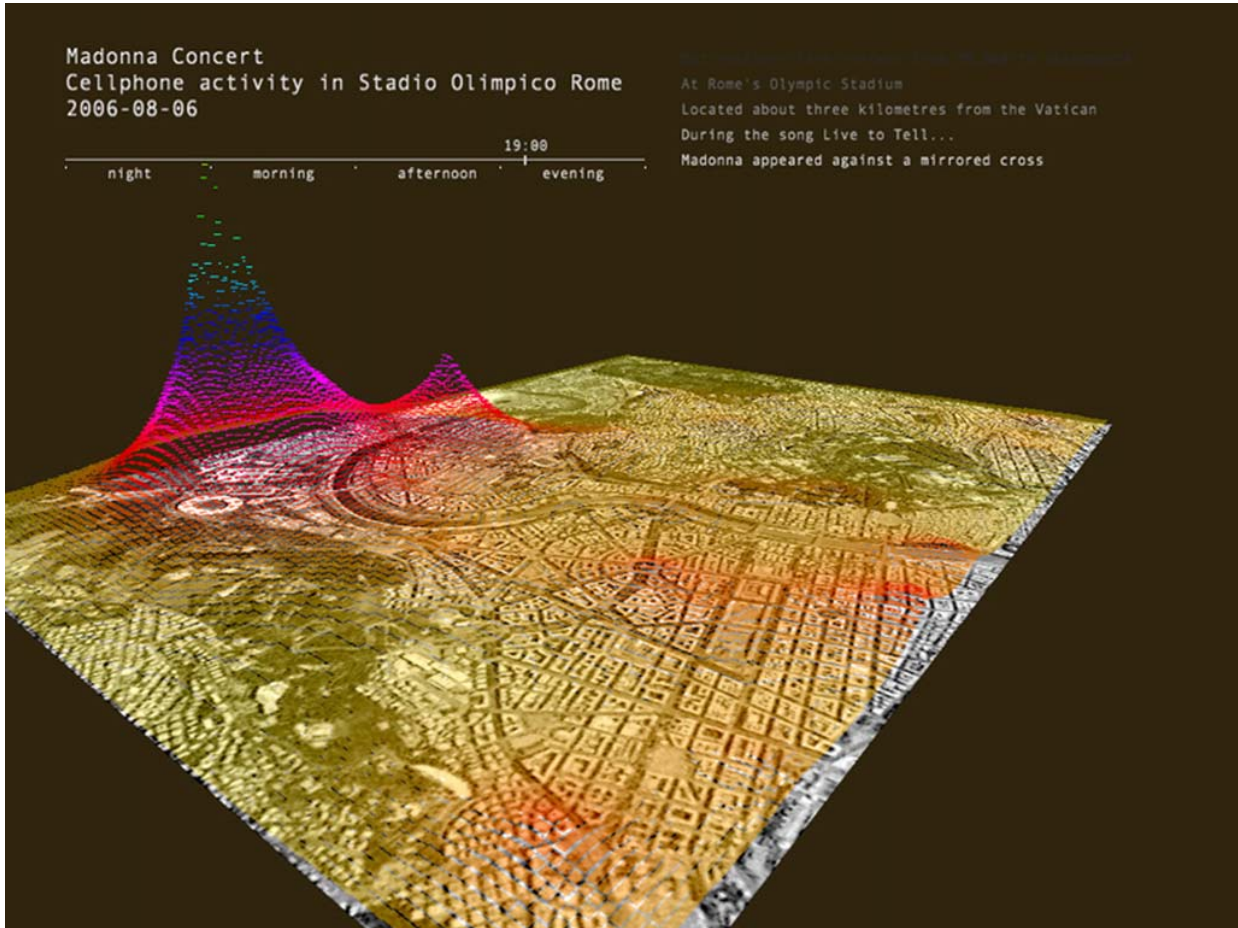 Madonna Concert
Cellphone activity in Stadio Olimpico Rome
2006-08-06
19:00
night morning afternoon evening
At Rome's Olympic Stadium
Located about three kilometres from the Vatican
During the song Live to Tell...
Madonna appeared against a mirrored cross